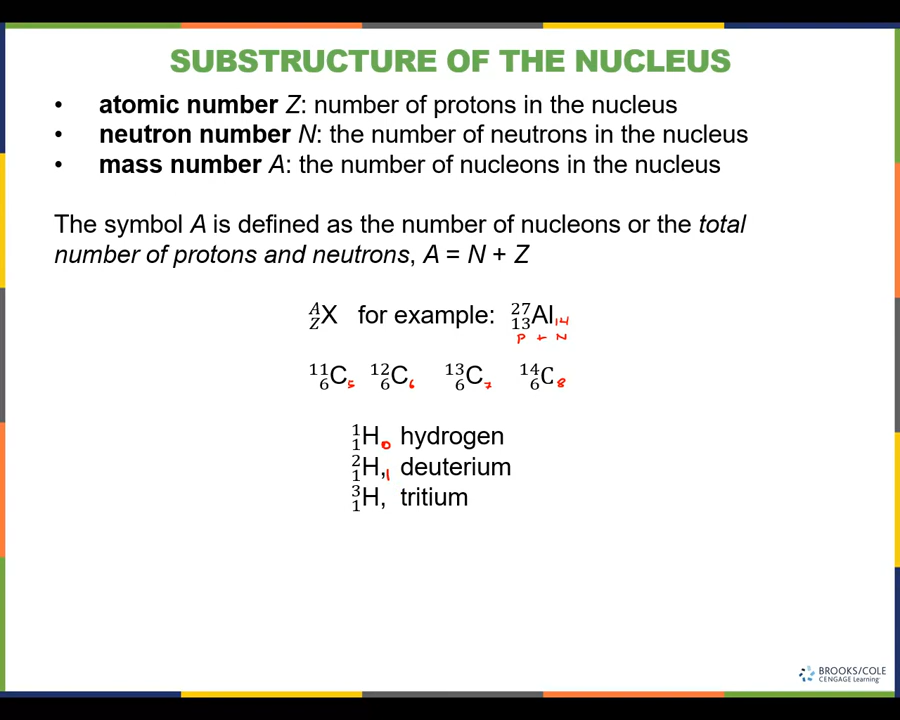 SUBSTRUCTURE OF THE NUCLEUS
• atomic number Z: number of protons in the nucleus
• neutron number N: the number of neutrons in the nucleus
• mass number A: the number of nucleons in the nucleus
The symbol A is defined as the number of nucleons or the total
number of protons and neutrons, A = N + Z
A Z X for example: 27 13 Al 14
P + N
11 6 C 5 12 6 C 6 13 6 C 7 14 6 C 8
1 1 H 0 hydrogen
2 1 H, 1 deuterium
3 1 H, tritium
BROOKS/COLE
CENGAGE Learning